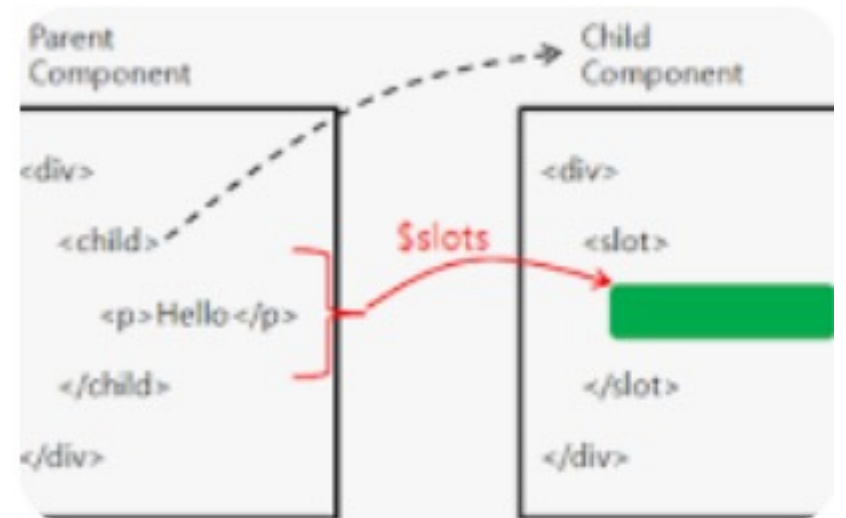 Parent
Component
<div>
<child>
<p>Hello</p>
</child>
</div>
$slots
Child
Component
<div>
<slot>
</slot>
</div>